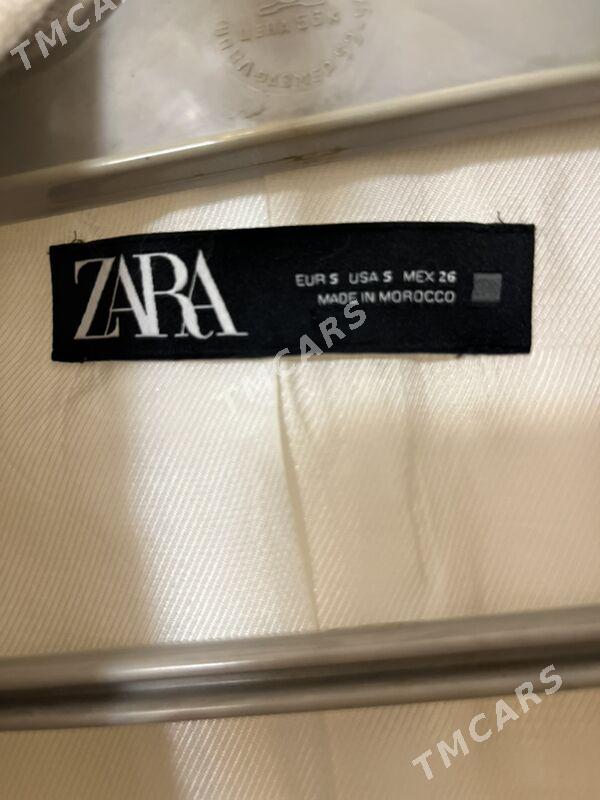 TMCARS
ZARA
EUR S USA S MEX 26
MADE IN MOROCCO
TMCARS
TMCARS